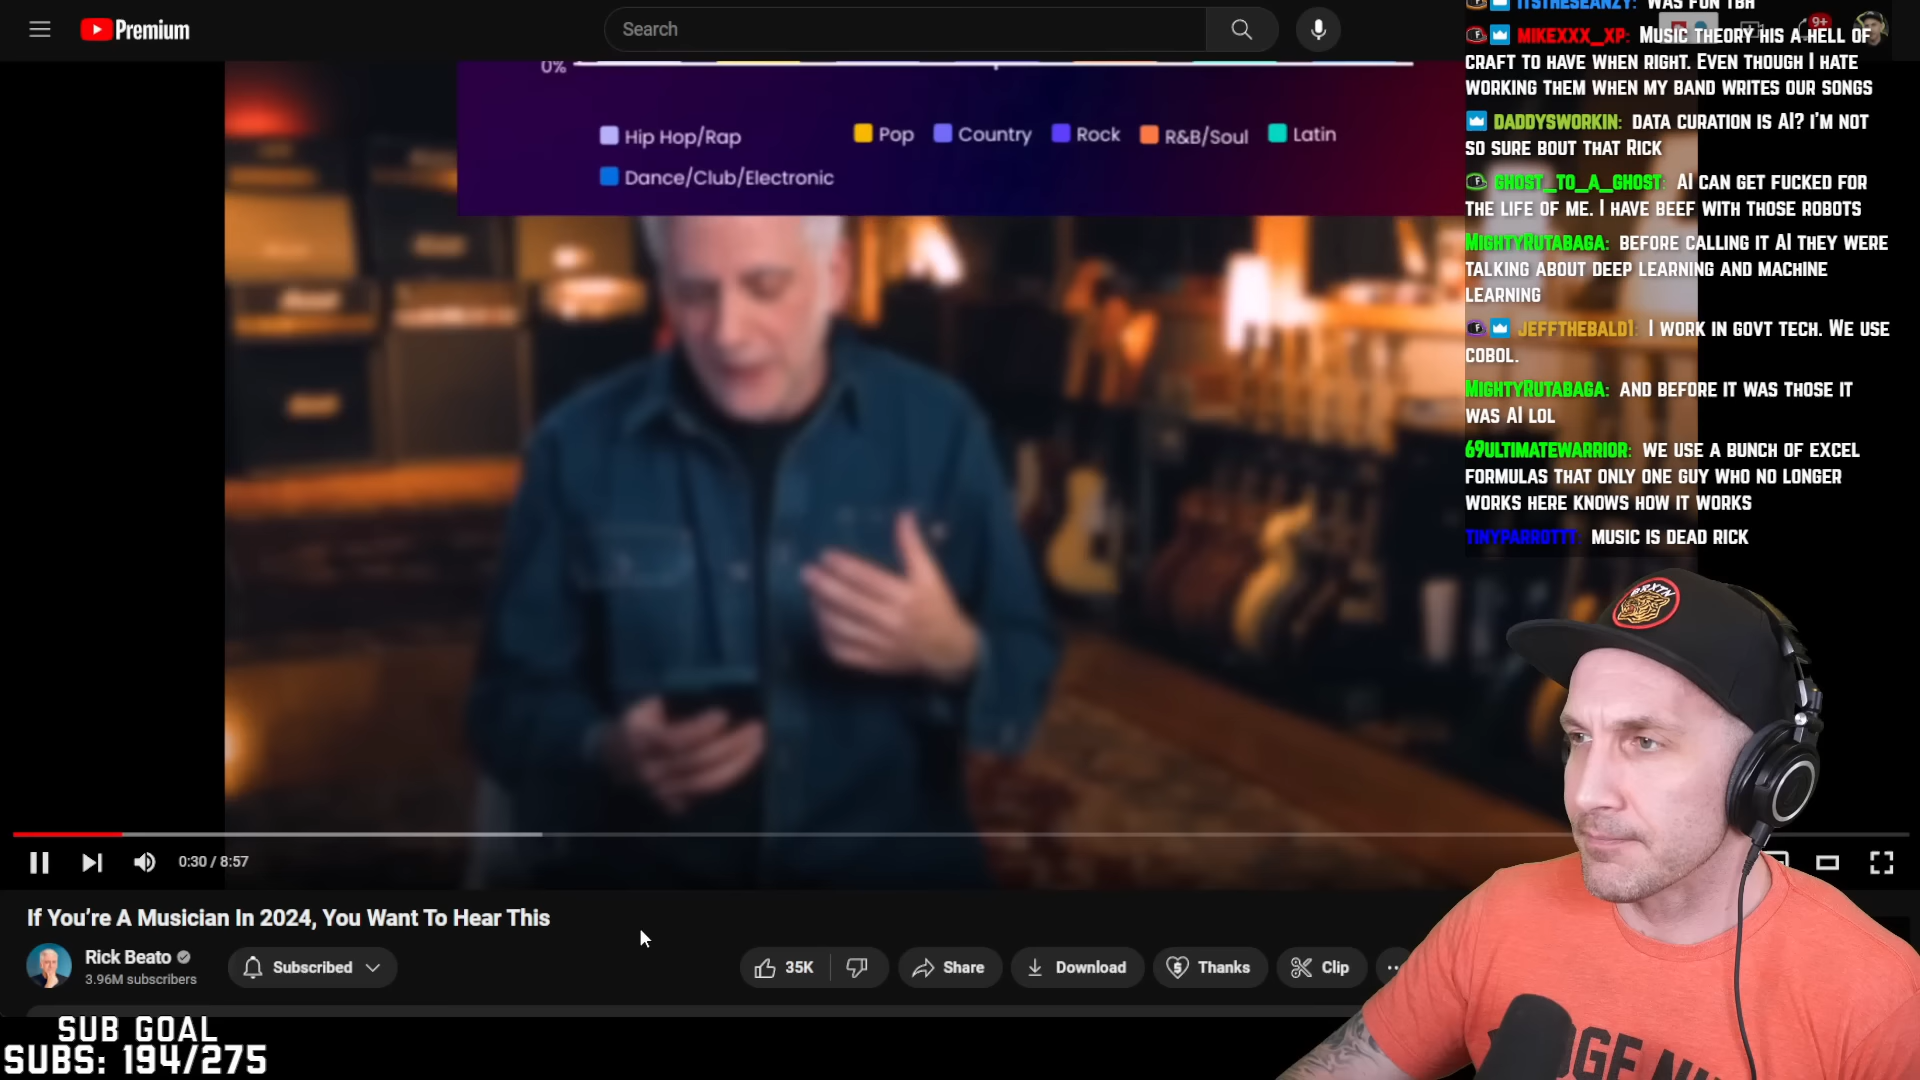 Premium
Search
9+
0%
Hip Hop/Rap
Pop
Country
Rock
R&B/Soul
Latin
Dance/Club/Electronic
ITSTHESEANZY: WAS FUN TBH
MIKEXXX_XP: MUSIC THEORY HIS A HELL OF
CRAFT TO HAVE WHEN RIGHT. EVEN THOUGH I HATE
WORKING THEM WHEN MY BAND WRITES OUR SONGS
DADDYSWORKIN: DATA CURATION IS AI? I'M NOT
SO SURE BOUT THAT RICK
GHOST_TO_A_GHOST: AI CAN GET FUCKED FOR
THE LIFE OF ME. I HAVE BEEF WITH THOSE ROBOTS
MIGHTYRUTABAGA: BEFORE CALLING IT AI THEY WERE
TALKING ABOUT DEEP LEARNING AND MACHINE
LEARNING
JEFFTHEBALD1: I WORK IN GOVT TECH. WE USE
COBOL.
MIGHTYRUTABAGA: AND BEFORE IT WAS THOSE IT
WAS AI LOL
69ULTIMATEWARRIOR: WE USE A BUNCH OF EXCEL
FORMULAS THAT ONLY ONE GUY WHO NO LONGER
WORKS HERE KNOWS HOW IT WORKS
TINYPARROTTT: MUSIC IS DEAD RICK
BRXTN
0:30 / 8:57
If You're A Musician In 2024, You Want To Hear This
Rick Beato
3.96M subscribers
Subscribed
35K
Share
Download
Thanks
Clip
SUB GOAL
SUBS: 194/275